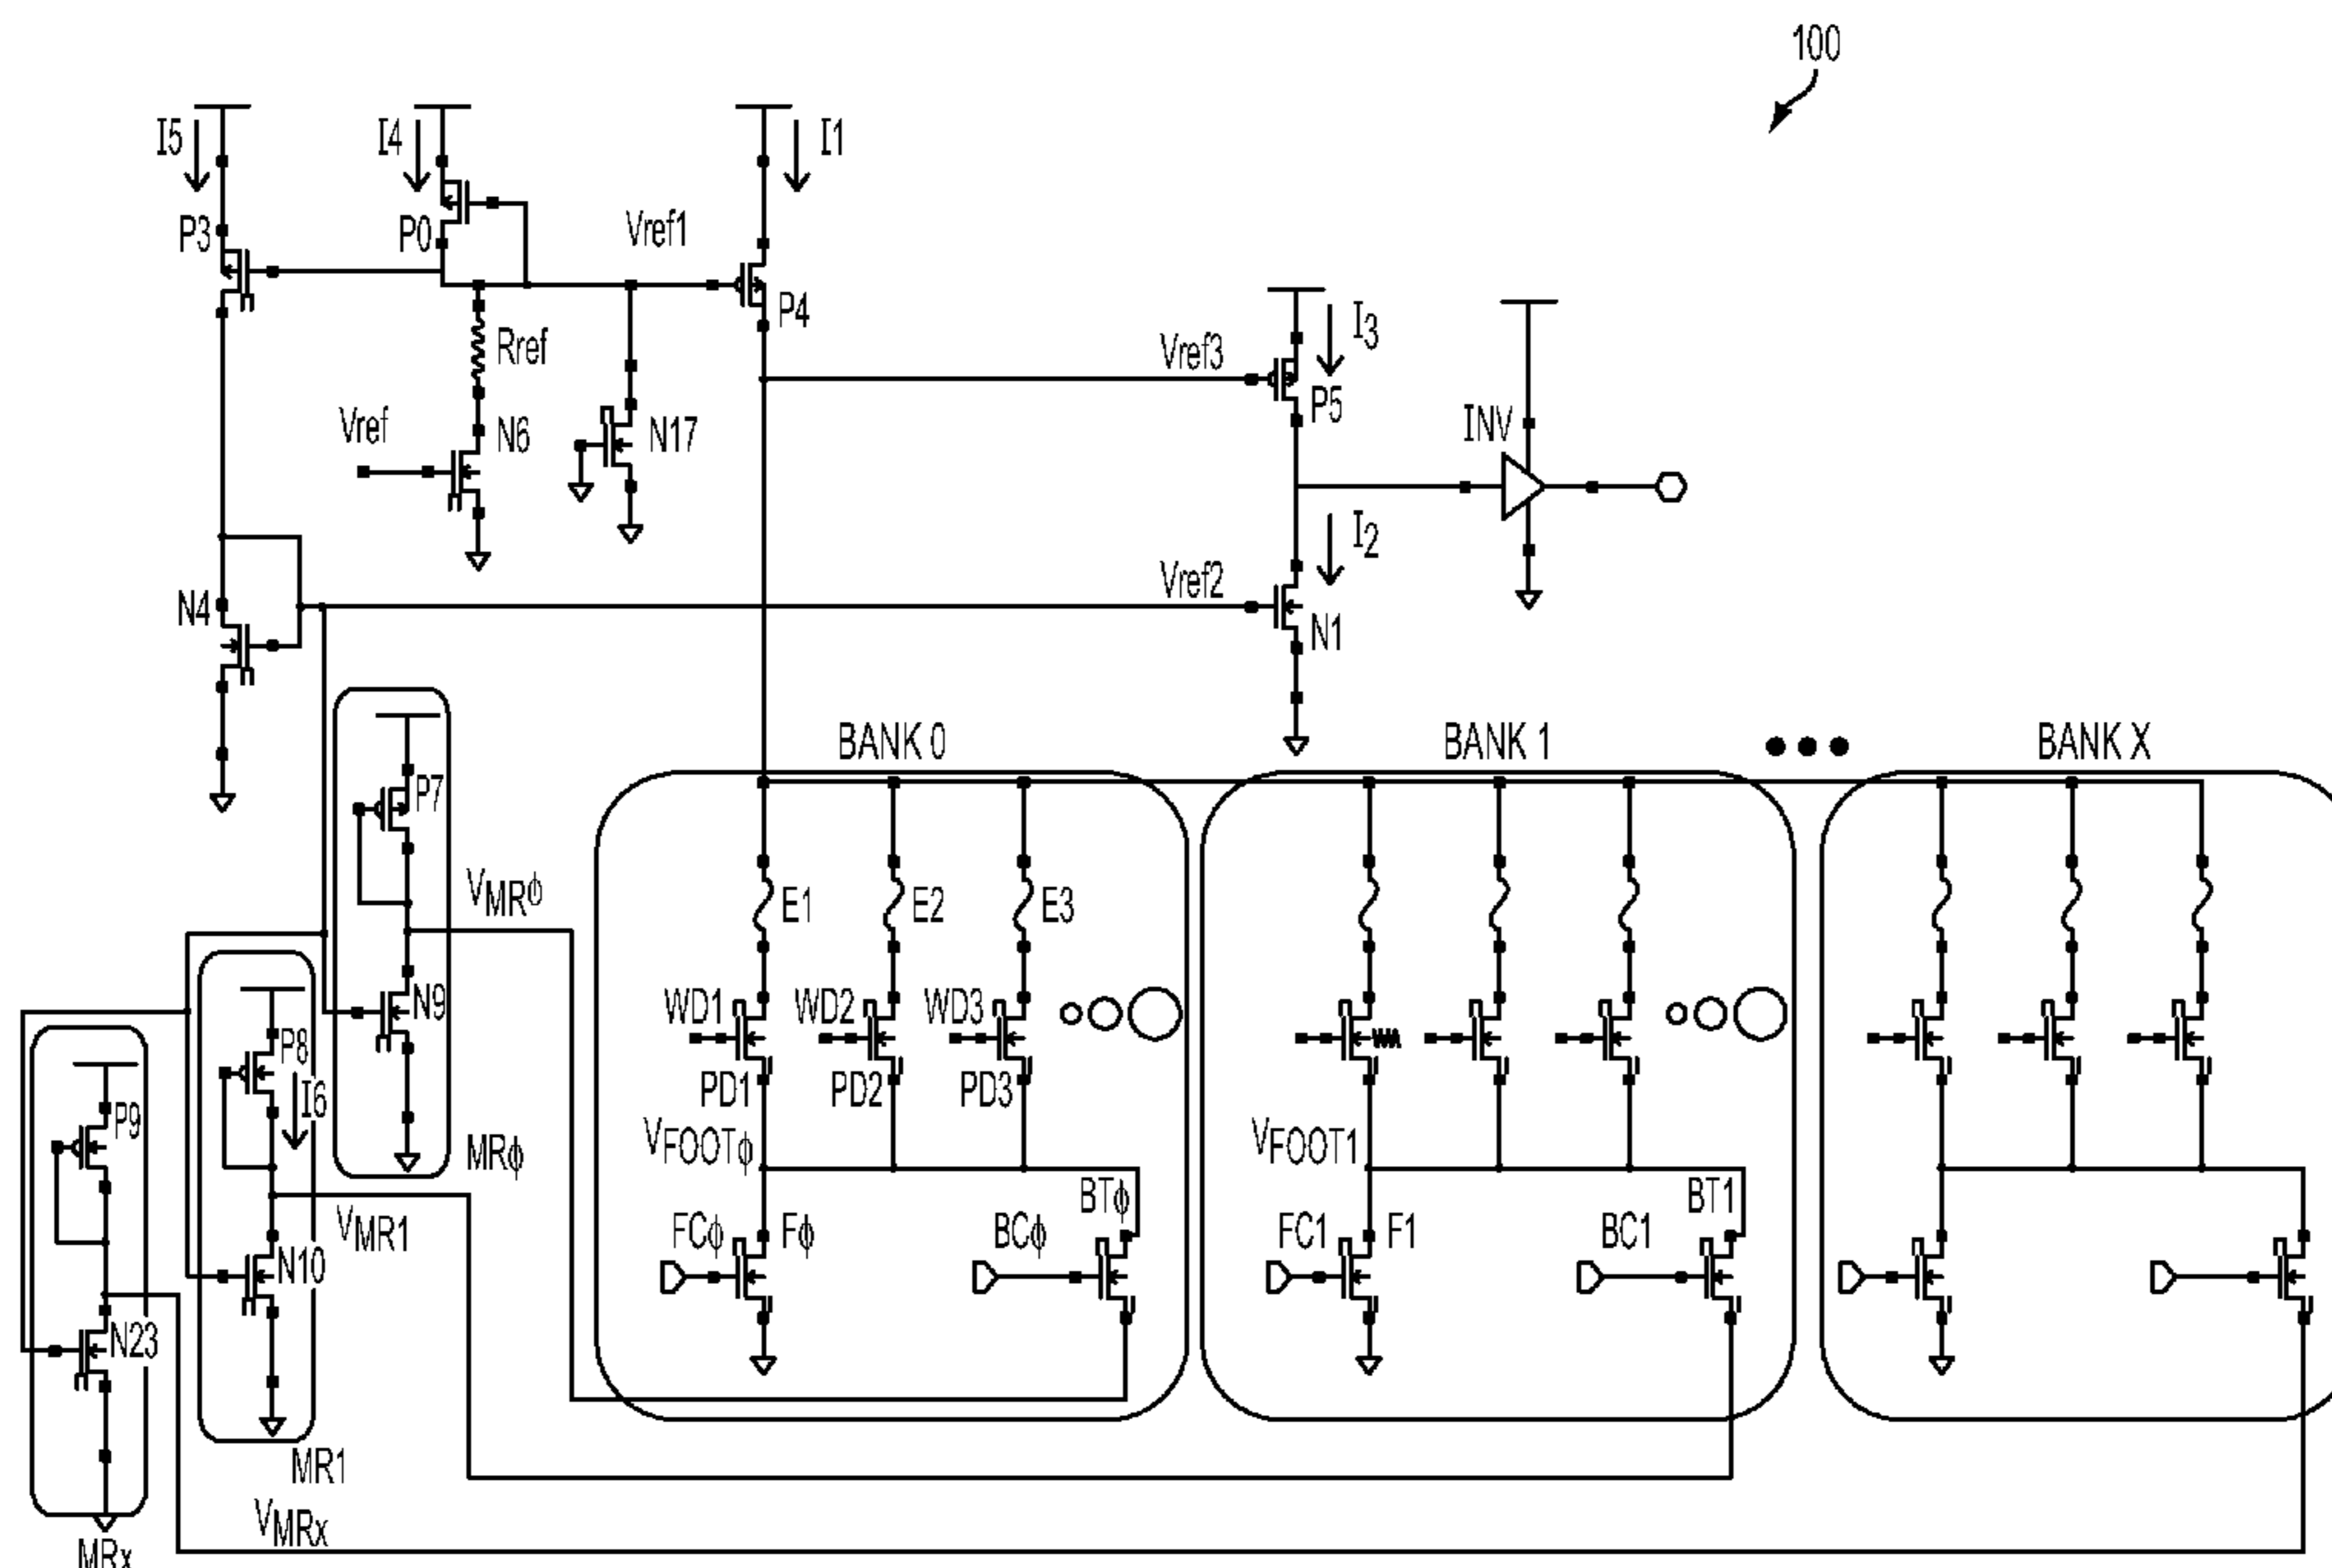 100
I5
I4
I1
P3
P0
Vref1
P4
Rref
Vref
N6
N17
Vref3
I3
P5
INV
I2
Vref2
N1
N4
BANK 0
BANK 1
BANK X
P7
VMRϕ
N9
MRϕ
E1
E2
E3
WD1
WD2
WD3
PD1
PD2
PD3
VFOOTϕ
VFOOT1
P8
I6
P9
VMR1
N10
N23
FCϕ
Fϕ
BCϕ
BTϕ
FC1
F1
BC1
BT1
MR1
VMRx
MRx